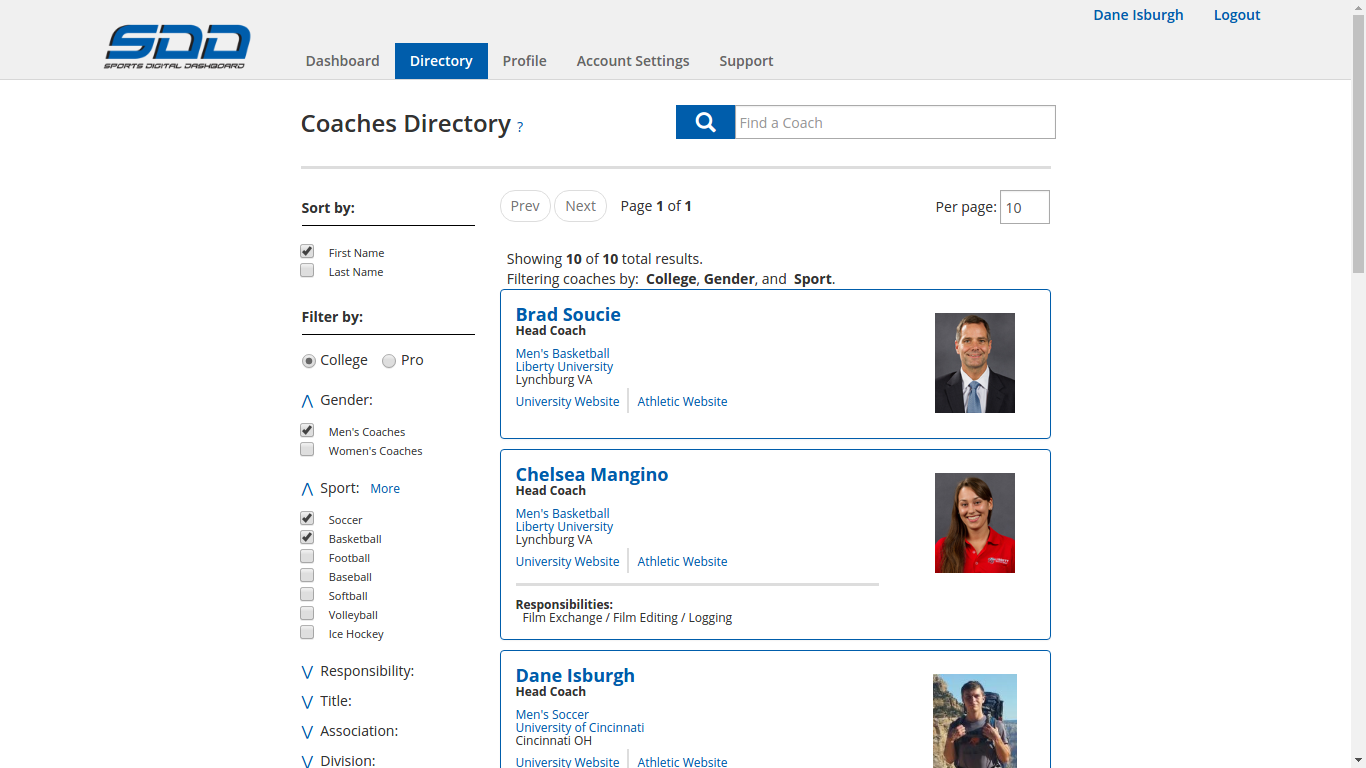 Dane Isburgh Logout
SDD
SPORTS DIGITAL DASHBOARD
Dashboard Directory Profile Account Settings Support
Coaches Directory ?
Find a Coach
Sort by:
First Name
Last Name
Filter by:
College Pro
Gender:
Men's Coaches
Women's Coaches
Sport: More
Soccer
Basketball
Football
Baseball
Softball
Volleyball
Ice Hockey
Responsibility:
Title:
Association:
Division:
Prev Next Page 1 of 1 Per page: 10
Showing 10 of 10 total results.
Filtering coaches by: College, Gender, and Sport.
Brad Soucie
Head Coach
Men's Basketball
Liberty University
Lynchburg VA
University Website Athletic Website
Chelsea Mangino
Head Coach
Men's Basketball
Liberty University
Lynchburg VA
University Website Athletic Website
Responsibilities:
Film Exchange / Film Editing / Logging
Dane Isburgh
Head Coach
Men's Soccer
University of Cincinnati
Cincinnati OH
University Website Athletic Website